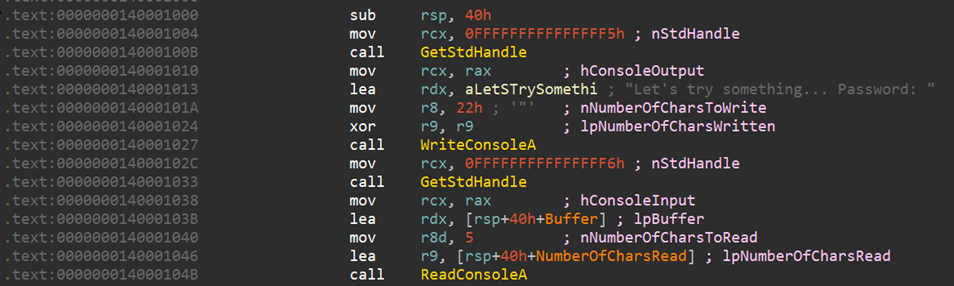 .text:0000000140001000 sub rsp, 40h
.text:0000000140001004 mov rcx, 0FFFFFFFFFFFFFFF5h ; nStdHandle
.text:000000014000100B call GetStdHandle
.text:0000000140001010 mov rcx, rax ; hConsoleOutput
.text:0000000140001013 lea rdx, aLetSTrySomethi ; "Let's try something... Password: "
.text:000000014000101A mov r8, 22h ; '"' ; nNumberOfCharsToWrite
.text:0000000140001024 xor r9, r9 ; lpNumberOfCharsWritten
.text:0000000140001027 call WriteConsoleA
.text:000000014000102C mov rcx, 0FFFFFFFFFFFFFFF6h ; nStdHandle
.text:0000000140001033 call GetStdHandle
.text:0000000140001038 mov rcx, rax ; hConsoleInput
.text:000000014000103B lea rdx, [rsp+40h+Buffer] ; lpBuffer
.text:0000000140001040 mov r8d, 5 ; nNumberOfCharsToRead
.text:0000000140001046 lea r9, [rsp+40h+NumberOfCharsRead] ; lpNumberOfCharsRead
.text:000000014000104B call ReadConsoleA